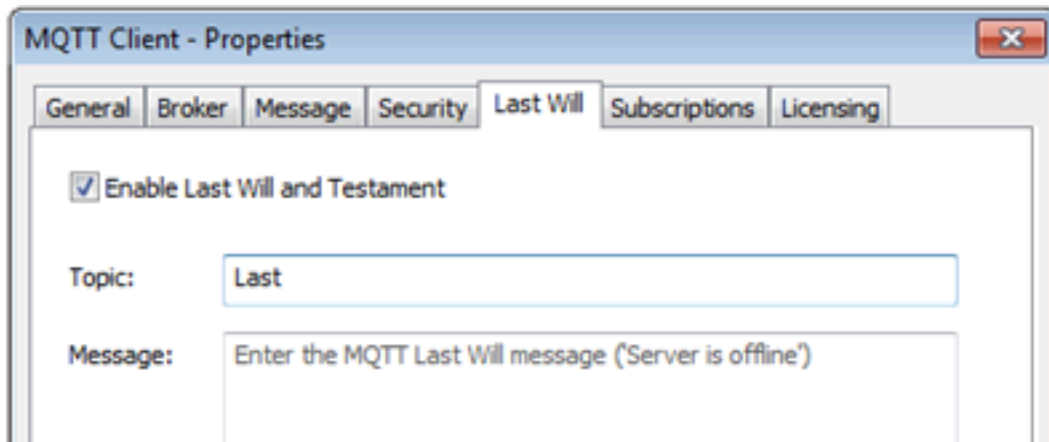 MQTT Client - Properties
General Broker Message Security Last Will Subscriptions Licensing
Enable Last Will and Testament
Topic: Last
Message: Enter the MQTT Last Will message ('Server is offline')